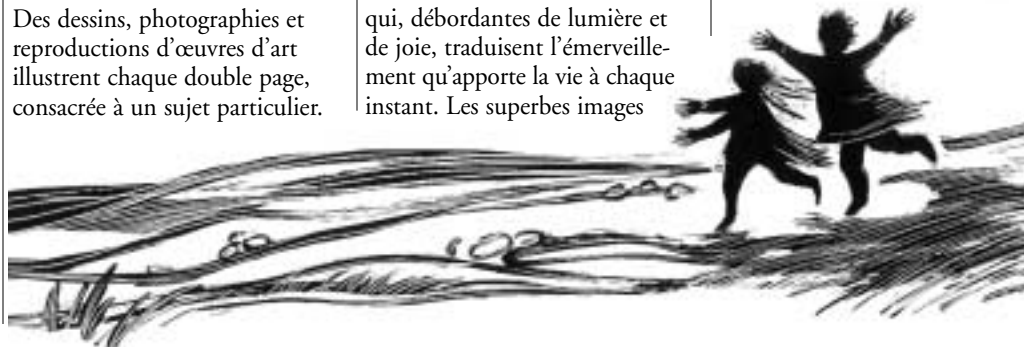 Des dessins, photographies et
reproductions d’œuvres d’art
illustrent chaque double page,
consacrée à un sujet particulier.
qui, débordantes de lumière et
de joie, traduisent l’émerveille-
ment qu’apporte la vie à chaque
instant. Les superbes images